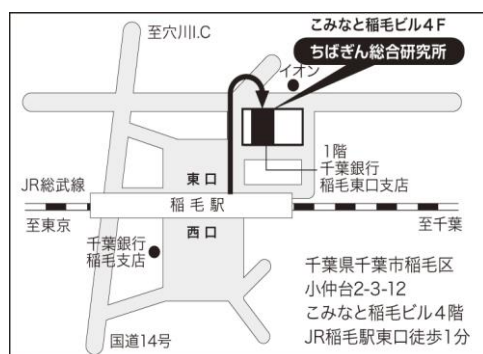 至穴川I.C
こみなと稲毛ビル4F
ちばぎん総合研究所
イオン
1階
千葉銀行
稲毛東口支店
東口
JR総武線
稲毛駅
至東京
至千葉
西口
千葉銀行
稲毛支店
国道14号
千葉県千葉市稲毛区
小仲台2-3-12
こみなと稲毛ビル4階
JR稲毛駅東口徒歩1分